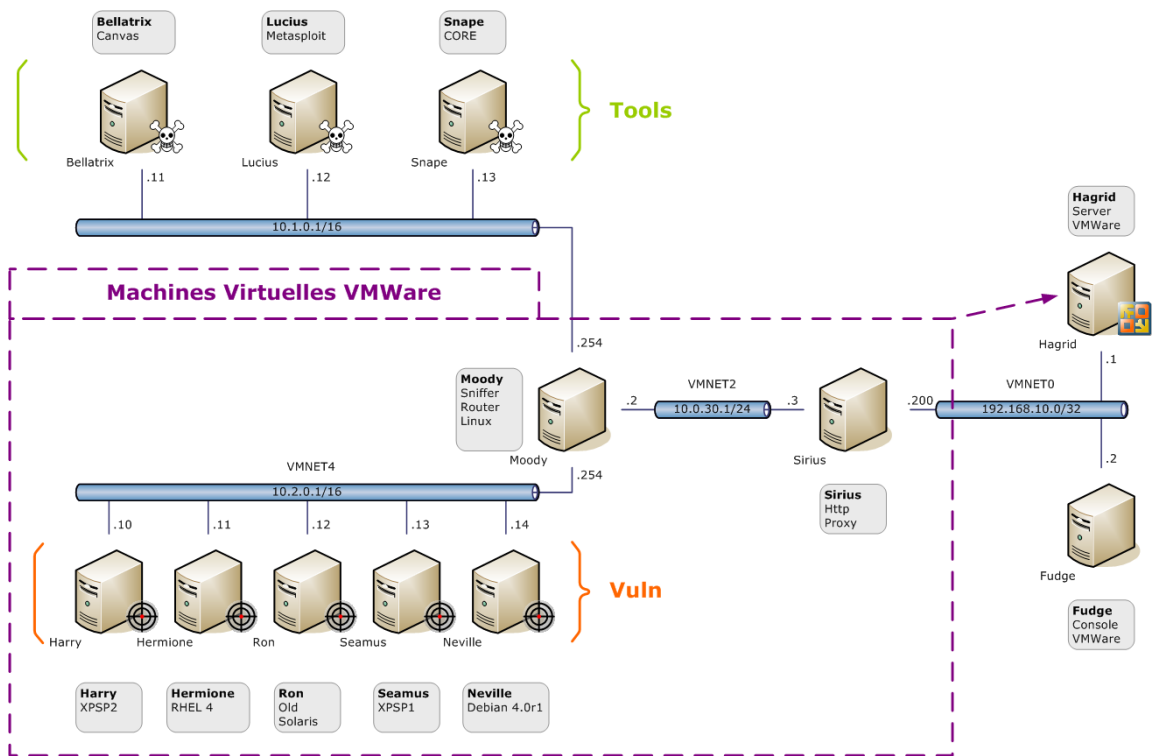 Bellatrix
Canvas
Lucius
Metasploit
Snape
CORE
Tools
Bellatrix
Lucius
Snape
.11
.12
.13
10.1.0.1/16
Hagrid
Server
VMWare
Machines Virtuelles VMWare
Hagrid
.254
.1
Moody
Sniffer
Router
Linux
VMNET2
VMNET0
.2
10.0.30.1/24
.3
.200
192.168.10.0/32
Moody
Sirius
.254
.2
VMNET4
10.2.0.1/16
Sirius
Http
Proxy
.10
.11
.12
.13
.14
Vuln
Fudge
Harry
Hermione
Ron
Seamus
Neville
Fudge
Console
VMWare
Harry
XPSP2
Hermione
RHEL 4
Ron
Old
Solaris
Seamus
XPSP1
Neville
Debian 4.0r1